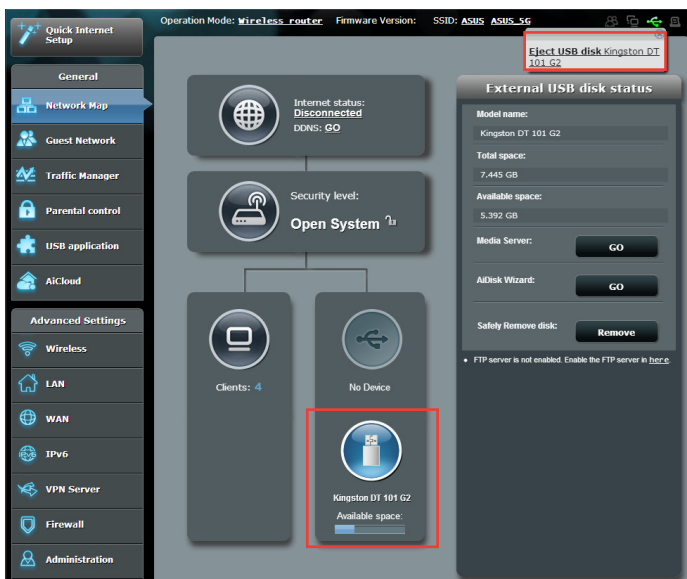 Quick Internet
Setup
Operation Mode: Wireless router Firmware Version: SSID: ASUS ASUS_5G
Eject USB disk Kingston DT
101 G2
General
Network Map
Guest Network
Traffic Manager
Parental control
USB application
AiCloud
Advanced Settings
Wireless
LAN
WAN
IPv6
IPv6
VPN Server
Firewall
Administration
Internet status:
Disconnected
DDNS: GO
Security level:
Open System
Clients: 4
No Device
Kingston DT 101 G2
Available space:
External USB disk status
Model name:
Kingston DT 101 G2
Total space:
7.445 GB
Available space:
5.392 GB
Media Server: GO
AiDisk Wizard: GO
Safely Remove disk: Remove
• FTP server is not enabled. Enable the FTP server in here.